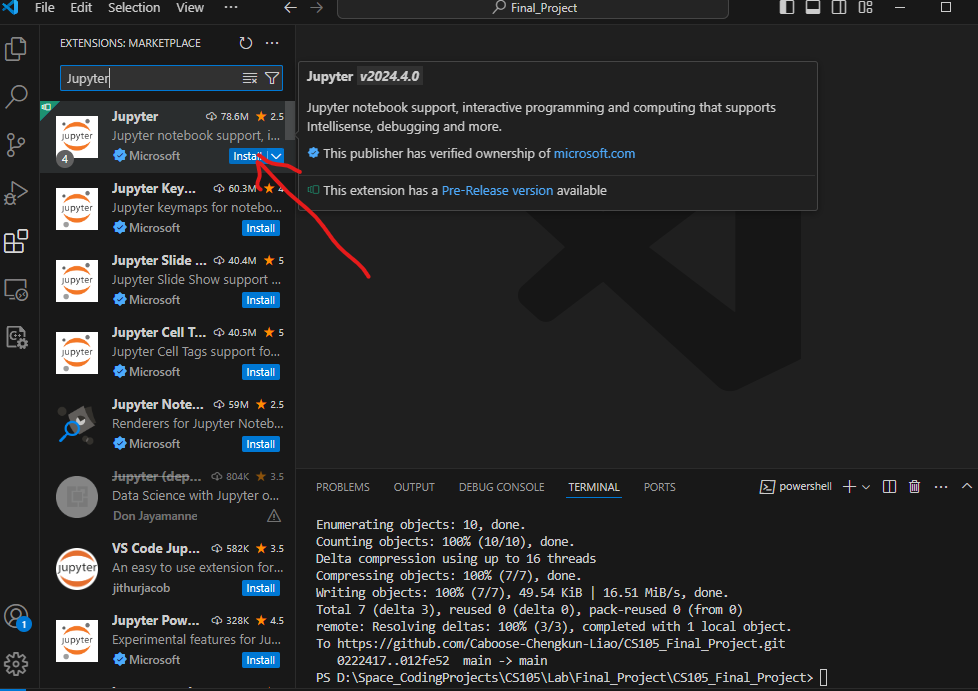 File Edit Selection View ··· Final_Project
EXTENSIONS: MARKETPLACE
Jupyter
Jupyter 78.6M 2.5
Jupyter notebook support, i...
Microsoft Install
4
Jupyter Key... 60.3M
Jupyter keymaps for notebo...
Microsoft Install
Jupyter Slide ... 40.4M 5
Jupyter Slide Show support ...
Microsoft Install
Jupyter Cell T... 40.5M 5
Jupyter Cell Tags support fo...
Microsoft Install
Jupyter Note... 59M 2.5
Renderers for Jupyter Noteb...
Microsoft Install
Jupyter (dep... 804K 3.5
Data Science with Jupyter o...
Don Jayamanne
VS Code Jup... 582K 3.5
An easy to use extension for...
jithurjacob Install
Jupyter Pow... 328K 4.5
Experimental features for Ju...
Microsoft Install
jupyter
jupyter
jupyter
jupyter
jupyter
jupyter
1
Jupyter v2024.4.0
Jupyter notebook support, interactive programming and computing that supports
Intellisense, debugging and more.
This publisher has verified ownership of microsoft.com
This extension has a Pre-Release version available
PROBLEMS OUTPUT DEBUG CONSOLE TERMINAL PORTS powershell
Enumerating objects: 10, done.
Counting objects: 100% (10/10), done.
Delta compression using up to 16 threads
Compressing objects: 100% (7/7), done.
Writing objects: 100% (7/7), 49.54 KiB | 16.51 MiB/s, done.
Total 7 (delta 3), reused 0 (delta 0), pack-reused 0 (from 0)
remote: Resolving deltas: 100% (3/3), completed with 1 local object.
To https://github.com/Caboose-Chengkun-Liao/CS105_Final_Project.git
0222417..012fe52 main -> main
PS D:\Space_CodingProjects\CS105\Lab\Final_Project\CS105_Final_Project>